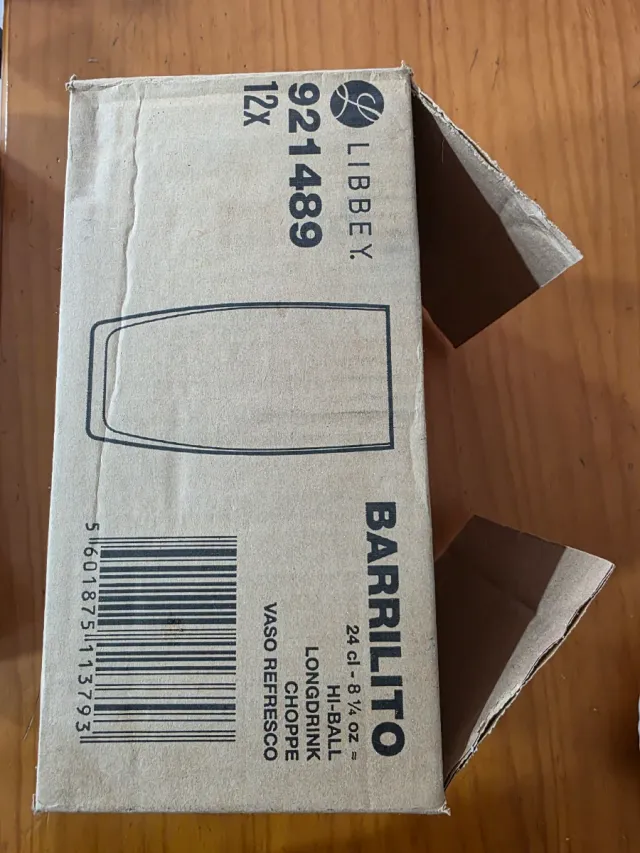 LIBBEY.
921489
12x
BARRILITO
24 cl - 8 ¼ oz =
HI-BALL
LONGDRINK
CHOPPE
VASO REFRESCO
5 601875 113793